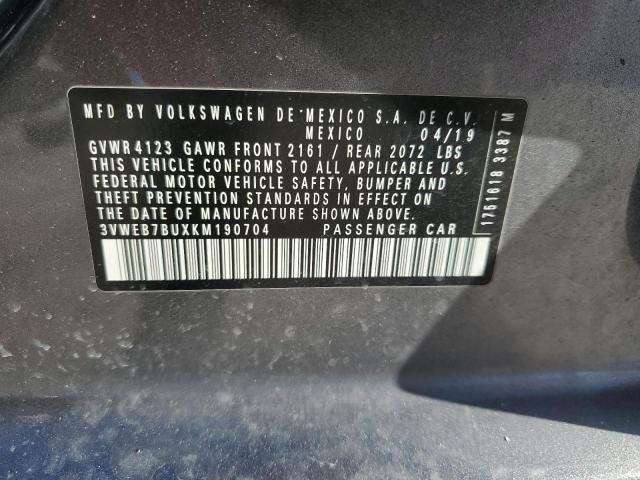 MFD BY VOLKSWAGEN DE MEXICO S.A. DE C.V.
MEXICO 04/19
GVWR 4123 GAWR FRONT 2161 / REAR 2072 LBS
THIS VEHICLE CONFORMS TO ALL APPLICABLE U.S.
FEDERAL MOTOR VEHICLE SAFETY, BUMPER AND
THEFT PREVENTION STANDARDS IN EFFECT ON
THE DATE OF MANUFACTURE SHOWN ABOVE.
3VWEB7BUXKM190704 PASSENGER CAR
1751618 3387 M